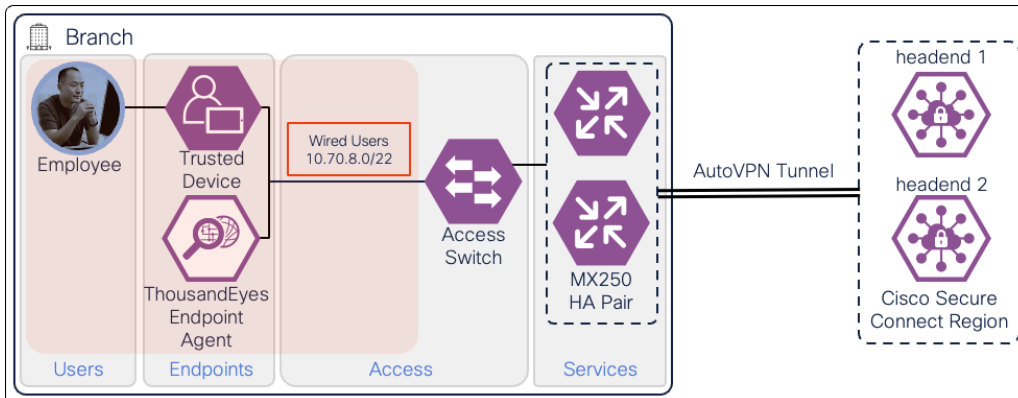 Branch
Employee
Trusted
Device
ThousandEyes
Endpoint
Agent
Wired Users
10.70.8.0/22
Access
Switch
MX250
HA Pair
Users
Endpoints
Access
Services
AutoVPN Tunnel
headend 1
headend 2
Cisco Secure
Connect Region